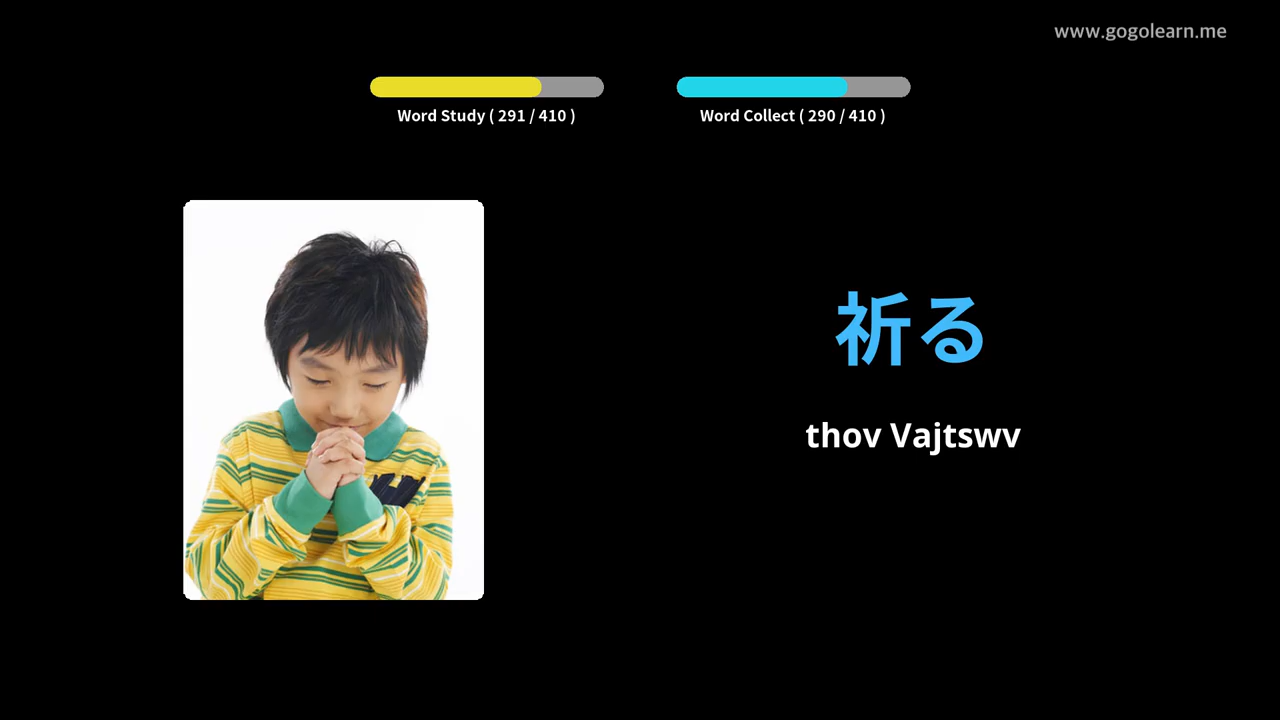 www.gogolearn.me
Word Study ( 291 / 410 )
Word Collect ( 290 / 410 )
祈る
thov Vajtswv